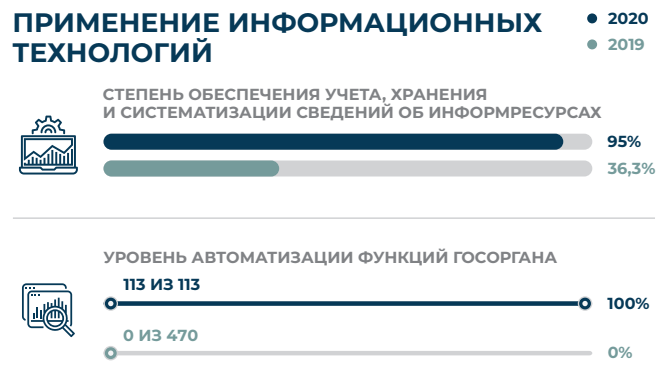 ПРИМЕНЕНИЕ ИНФОРМАЦИОННЫХ
ТЕХНОЛОГИЙ
2020
2019
СТЕПЕНЬ ОБЕСПЕЧЕНИЯ УЧЕТА, ХРАНЕНИЯ
И СИСТЕМАТИЗАЦИИ СВЕДЕНИЙ ОБ ИНФОРМРЕСУРСАХ
95%
36,3%
УРОВЕНЬ АВТОМАТИЗАЦИИ ФУНКЦИЙ ГОСОРГАНА
113 ИЗ 113
100%
0 ИЗ 470
0%